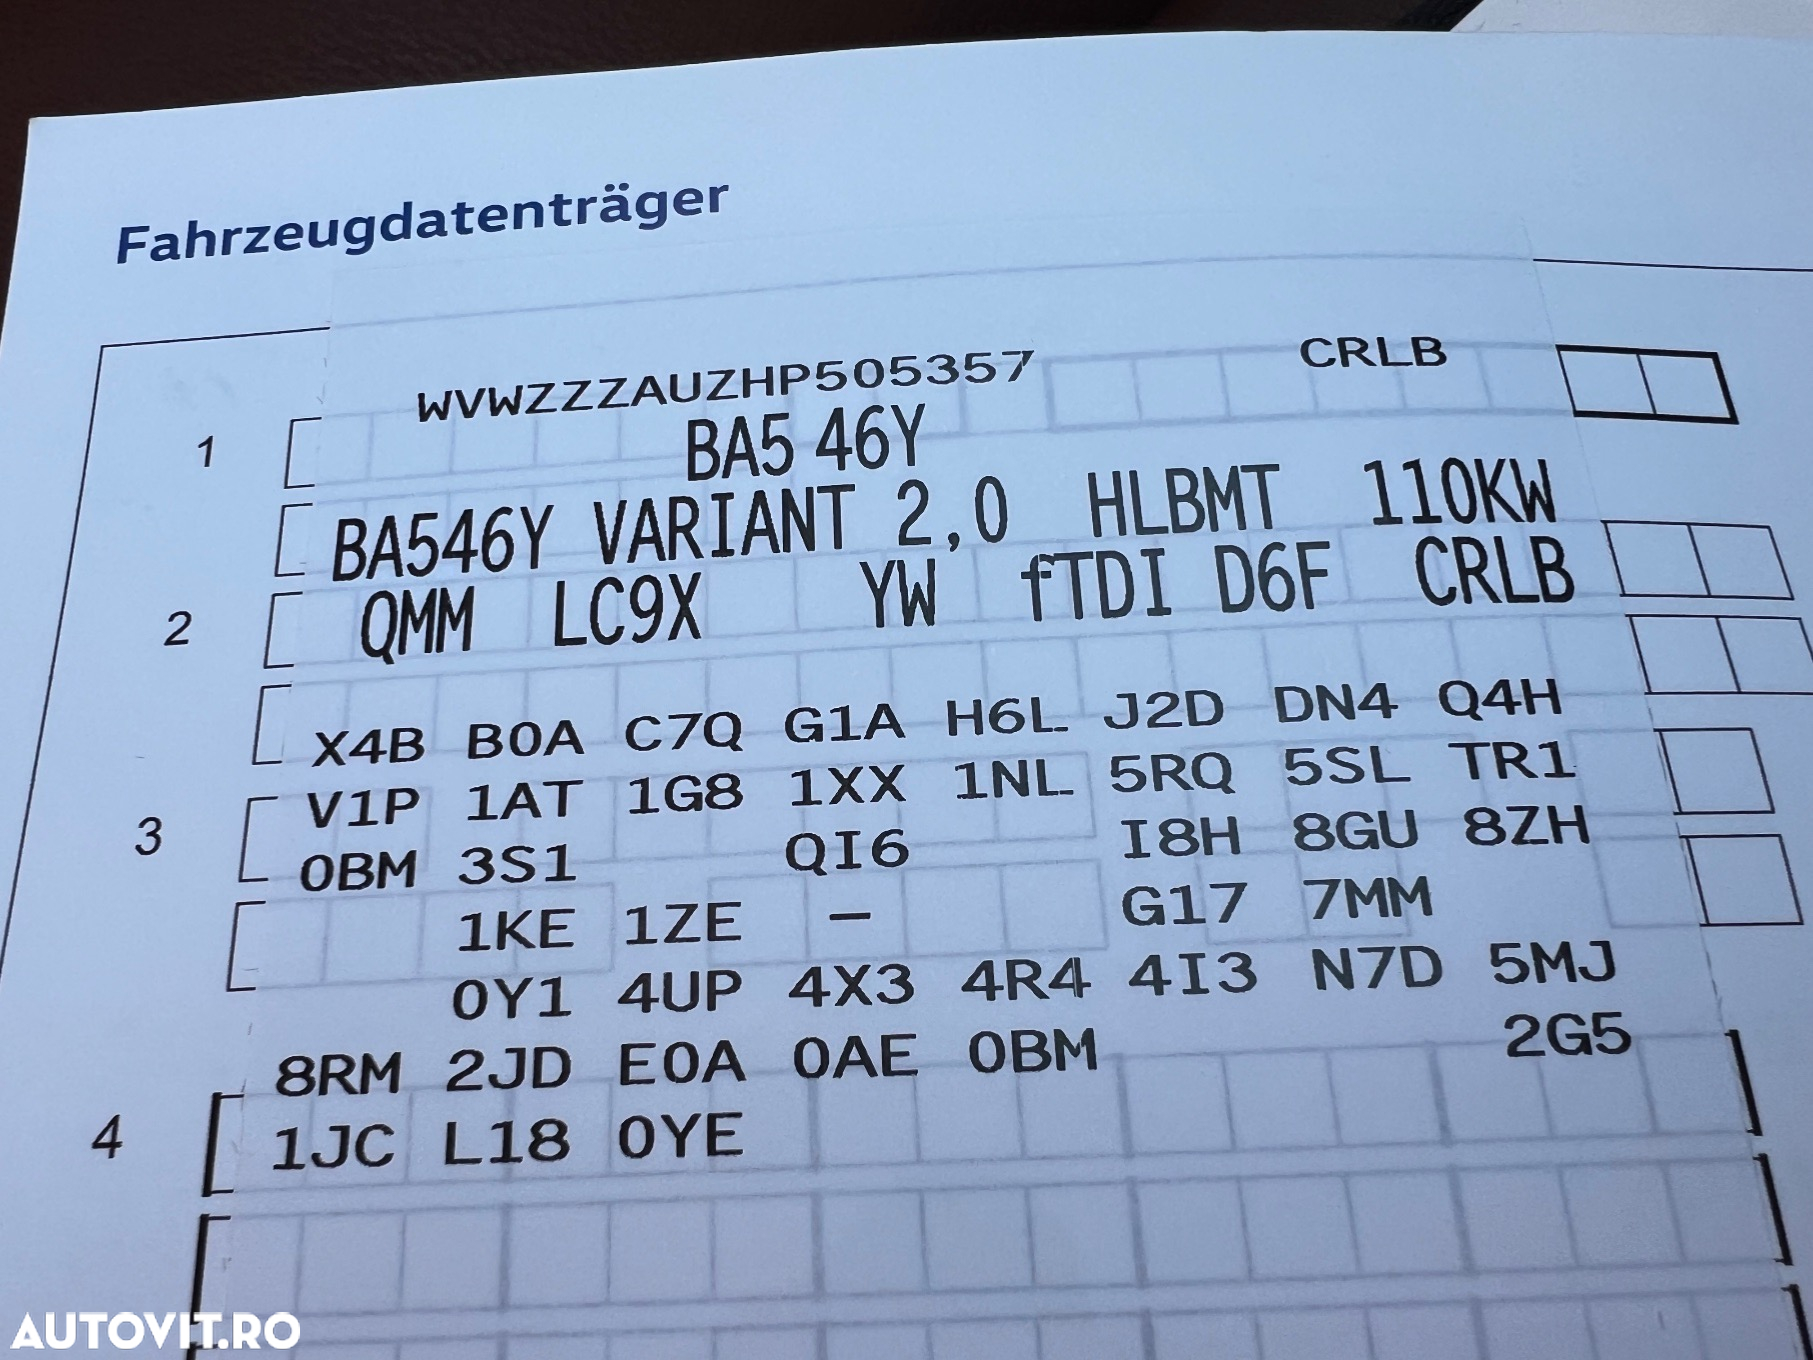 Fahrzeugdatenträger
WVWZZZAUZHP505357 CRLB
1
BA5 46Y
BA546Y VARIANT 2,0 HLBMT 110KW
2
QMM LC9X YW fTDI D6F CRLB
X4B B0A C7Q G1A H6L J2D DN4 Q4H
3
V1P 1AT 1G8 1XX 1NL 5RQ 5SL TR1
0BM 3S1 QI6 I8H 8GU 8ZH
1KE 1ZE – G17 7MM
0Y1 4UP 4X3 4R4 4I3 N7D 5MJ
8RM 2JD E0A 0AE 0BM 2G5
4
1JC L18 0YE
AUTOVIT.RO